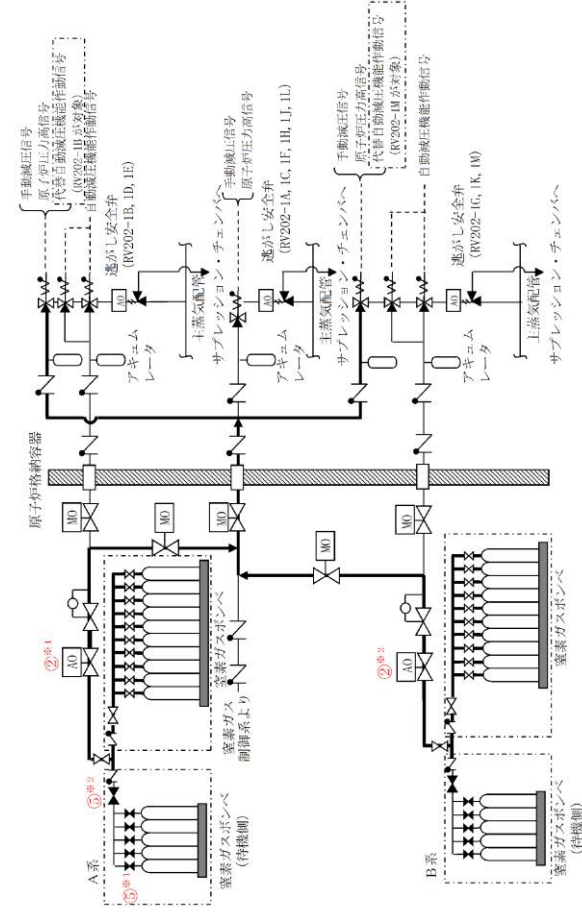 手動減圧信号
原子炉圧力高信号
代替自動減圧機能作動信号
(RV202-1Bが対象)
自動減圧機能作動信号
逃がし安全弁
(RV202-1B, 1D, 1E)
AO
アキュム
レータ
主蒸気配管
サプレッション・チェンバへ
手動減圧信号
原子炉圧力高信号
逃がし安全弁
(RV202-1A, 1C, 1F, 1H, 1J, 1L)
AO
アキュム
レータ
主蒸気配管
サプレッション・チェンバへ
手動減圧信号
原子炉圧力高信号
代替自動減圧機能作動信号
(RV202-1Mが対象)
自動減圧機能作動信号
逃がし安全弁
(RV202-1G, 1K, 1M)
AO
アキュム
レータ
主蒸気配管
サプレッション・チェンバへ
原子炉格納容器
MO
MO
MO
MO
MO
②※1
AO
窒素ガスボンベ
窒素ガス
制御系より
②※2
AO
窒素ガスボンベ
A系
⑤※2
⑤※1
窒素ガスボンベ
(待機側)
B系
窒素ガスボンベ
(待機側)